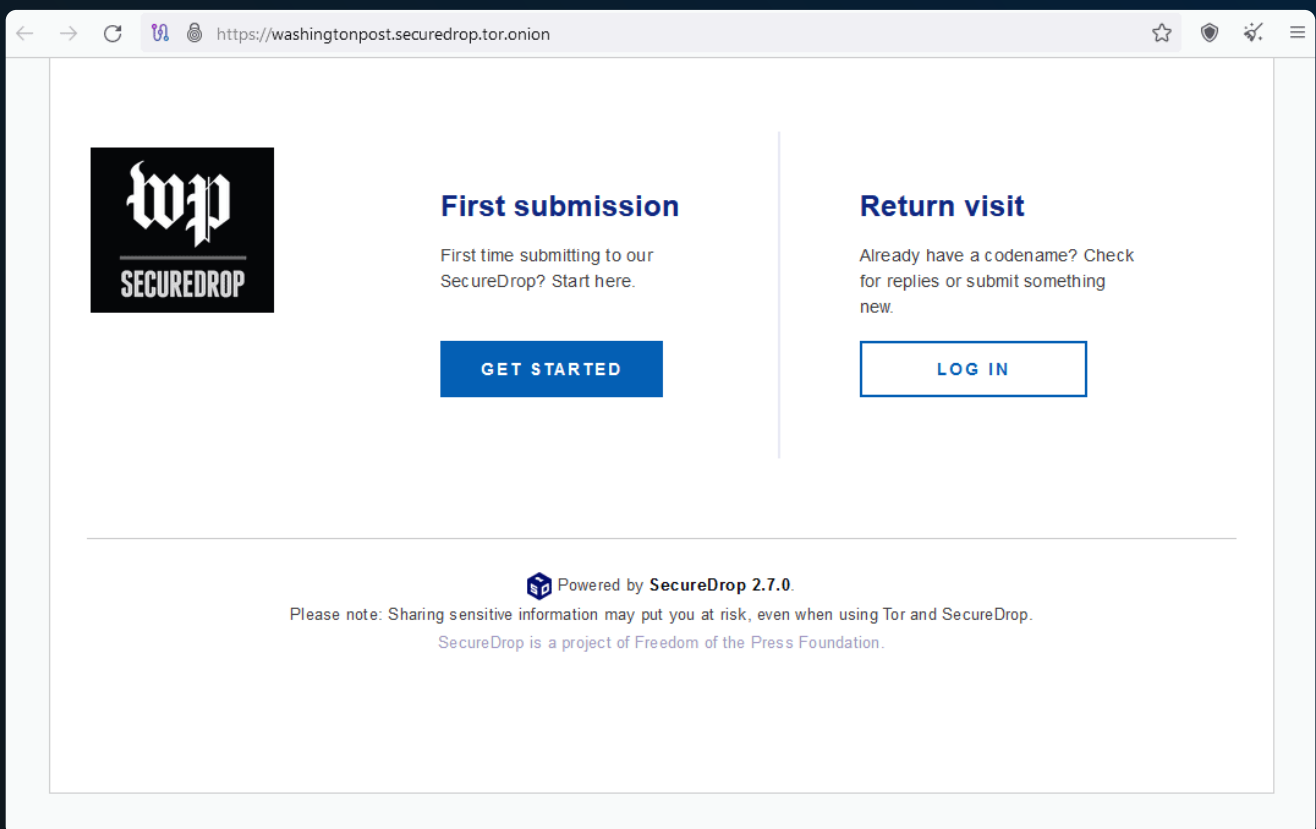 https://washingtonpost.securedrop.tor.onion
wp
SECUREDROP
First submission
First time submitting to our
SecureDrop? Start here.
GET STARTED
Return visit
Already have a codename? Check
for replies or submit something
new.
LOG IN
SD
Powered by SecureDrop 2.7.0.
Please note: Sharing sensitive information may put you at risk, even when using Tor and SecureDrop.
SecureDrop is a project of Freedom of the Press Foundation.